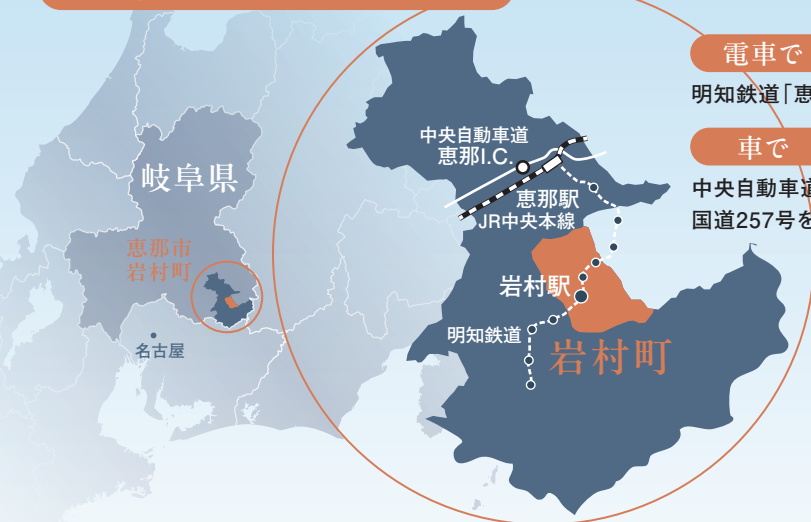 岐阜県
恵那市
岩村町
名古屋
中央自動車道
恵那I.C.
恵那駅
JR中央本線
岩村駅
明知鉄道
岩村町
電車で
明知鉄道「恵
車で
中央自動車道
国道257号を